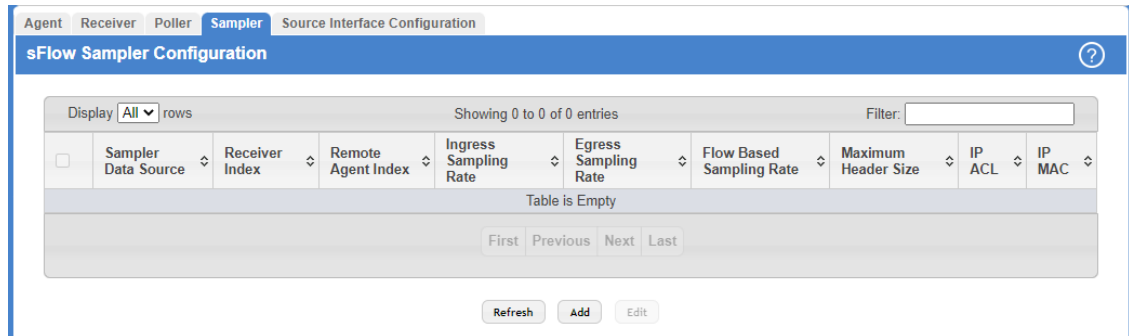 Agent Receiver Poller Sampler Source Interface Configuration
sFlow Sampler Configuration ?
Display All rows Showing 0 to 0 of 0 entries Filter:
Sampler Data Source Receiver Index Remote Agent Index Ingress Sampling Rate Egress Sampling Rate Flow Based Sampling Rate Maximum Header Size IP ACL IP MAC
Table is Empty
First Previous Next Last
Refresh Add Edit